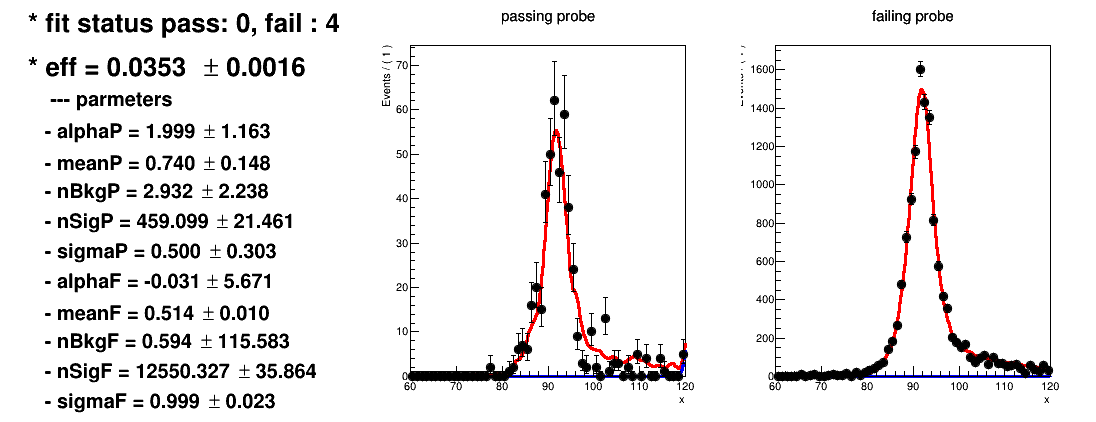 * fit status pass: 0, fail : 4
* eff = 0.0353 ± 0.0016
--- parmeters
- alphaP = 1.999 ± 1.163
- meanP = 0.740 ± 0.148
- nBkgP = 2.932 ± 2.238
- nSigP = 459.099 ± 21.461
- sigmaP = 0.500 ± 0.303
- alphaF = -0.031 ± 5.671
- meanF = 0.514 ± 0.010
- nBkgF = 0.594 ± 115.583
- nSigF = 12550.327 ± 35.864
- sigmaF = 0.999 ± 0.023
passing probe
Events / ( 1 )
70
60
50
40
30
20
10
0
60 70 80 90 100 110 120
x
failing probe
1600
1400
1200
1000
800
600
400
200
0
60 70 80 90 100 110 120
x